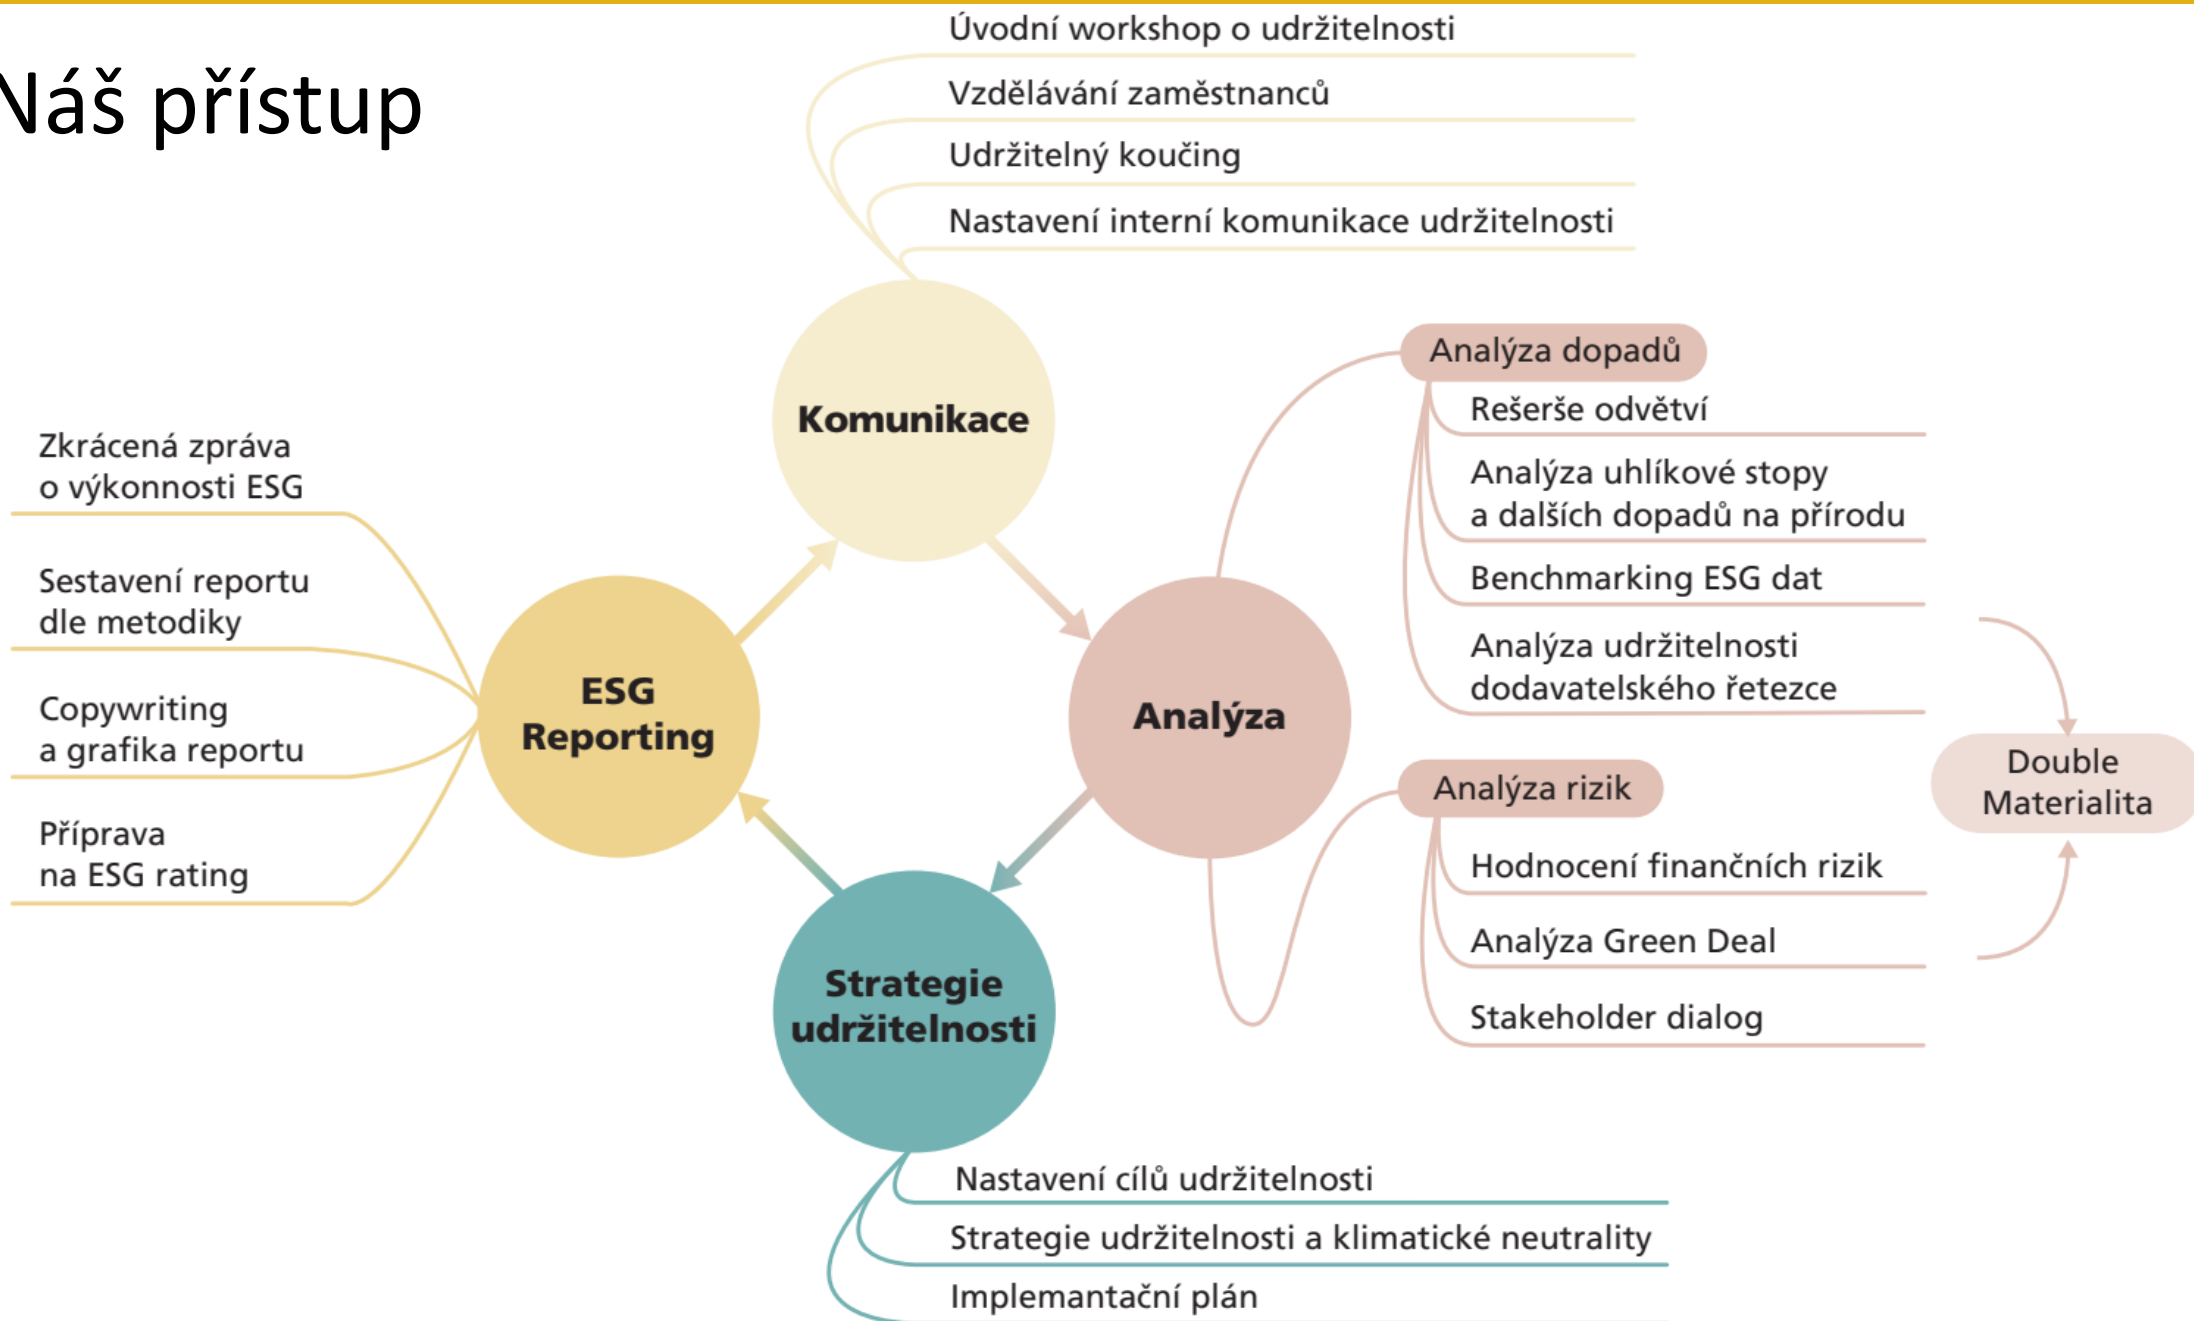 Náš přístup
Úvodní workshop o udržitelnosti
Vzdělávání zaměstnanců
Udržitelný koučing
Nastavení interní komunikace udržitelnosti
Komunikace
Analýza dopadů
Rešerše odvětví
Analýza uhlíkové stopy
a dalších dopadů na přírodu
Benchmarking ESG dat
Analýza udržitelnosti
dodavatelského řetezce
Analýza
Double
Materialita
Analýza rizik
Hodnocení finančních rizik
Analýza Green Deal
Stakeholder dialog
Zkrácená zpráva
o výkonnosti ESG
Sestavení reportu
dle metodiky
Copywriting
a grafika reportu
Příprava
na ESG rating
ESG
Reporting
Strategie
udržitelnosti
Nastavení cílů udržitelnosti
Strategie udržitelnosti a klimatické neutrality
Implemantační plán